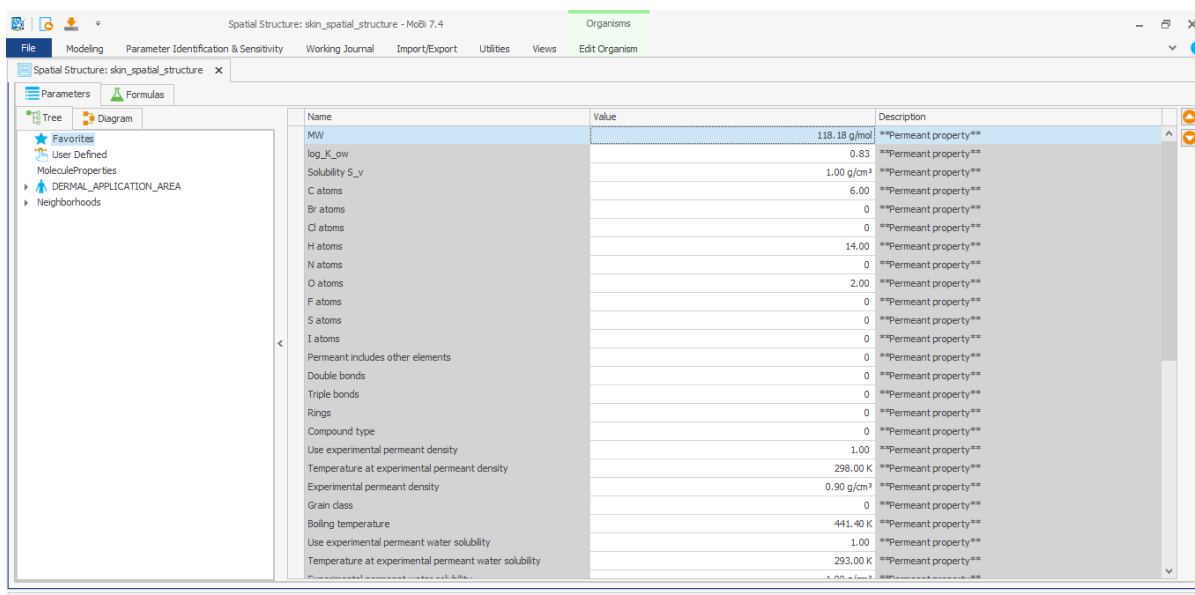 Spatial Structure: skin_spatial_structure - MoBi 7.4 Organisms
File Modeling Parameter Identification & Sensitivity Working Journal Import/Export Utilities Views Edit Organism
Spatial Structure: skin_spatial_structure
Parameters Formulas
Tree Diagram
Favorites
User Defined
MoleculeProperties
DERMAL_APPLICATION_AREA
Neighborhoods
Name Value Description
MW 118.18 g/mol **Permeant property**
log_K_ow 0.83 **Permeant property**
Solubility S_v 1.00 g/cm³ **Permeant property**
C atoms 6.00 **Permeant property**
Br atoms 0 **Permeant property**
Cl atoms 0 **Permeant property**
H atoms 14.00 **Permeant property**
N atoms 0 **Permeant property**
O atoms 2.00 **Permeant property**
F atoms 0 **Permeant property**
S atoms 0 **Permeant property**
I atoms 0 **Permeant property**
Permeant includes other elements 0 **Permeant property**
Double bonds 0 **Permeant property**
Triple bonds 0 **Permeant property**
Rings 0 **Permeant property**
Compound type 0 **Permeant property**
Use experimental permeant density 1.00 **Permeant property**
Temperature at experimental permeant density 298.00 K **Permeant property**
Experimental permeant density 0.90 g/cm³ **Permeant property**
Grain class 0 **Permeant property**
Boiling temperature 441.40 K **Permeant property**
Use experimental permeant water solubility 1.00 **Permeant property**
Temperature at experimental permeant water solubility 293.00 K **Permeant property**
Experimental permeant water solubility 1.00 g/cm³ **Permeant property**